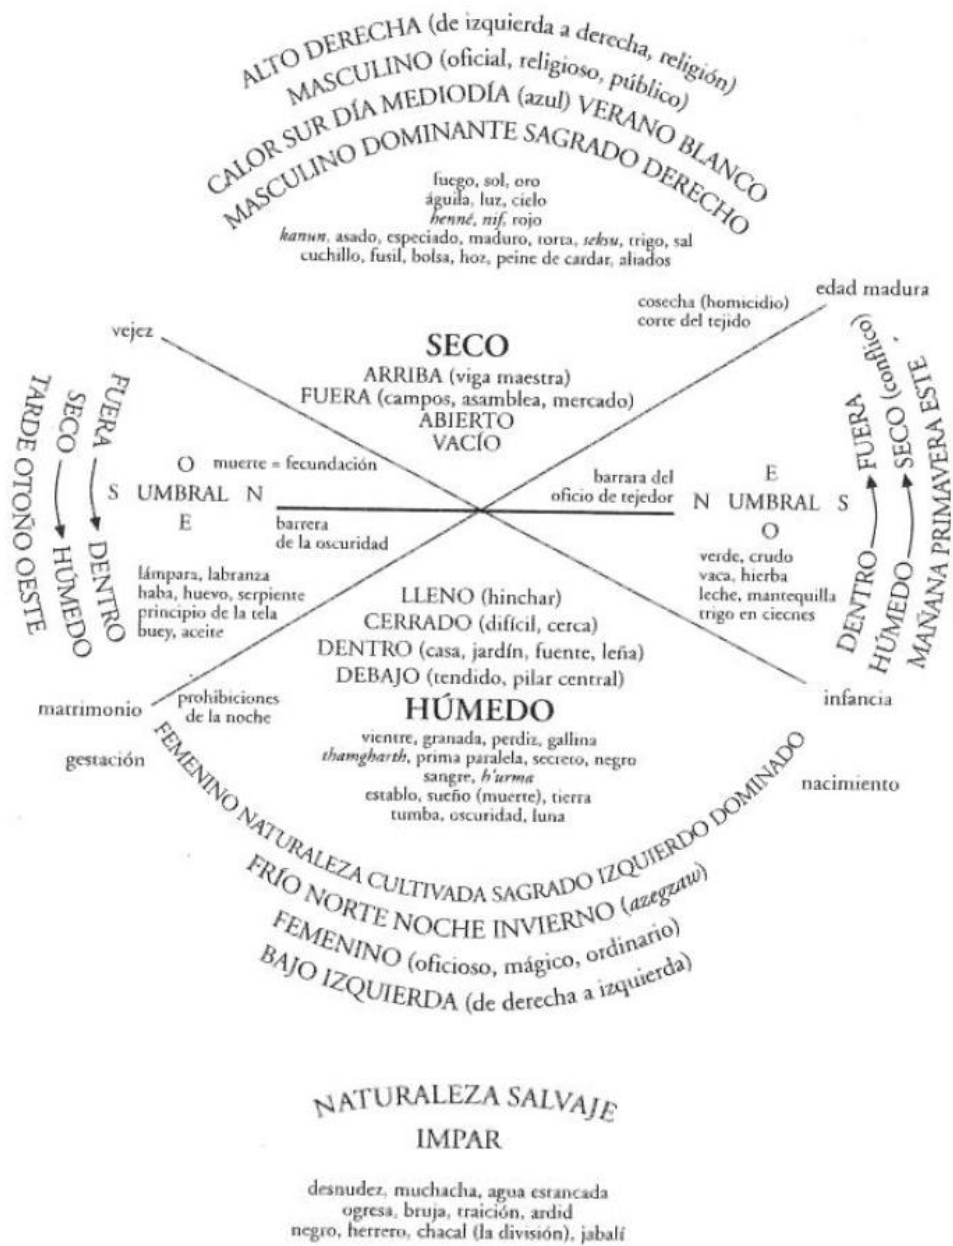 ALTO DERECHA (de izquierda a derecha, religión)
MASCULINO (oficial, religioso, público)
CALOR SUR DÍA MEDIODÍA (azul) VERANO BLANCO
MASCULINO DOMINANTE SAGRADO DERECHO
fuego, sol, oro
águila, luz, cielo
henné, nif, rojo
kanun, asado, especiado, maduro, torta, seksu, trigo, sal
cuchillo, fusil, bolsa, hoz, peine de cardar, aliados
edad madura
cosecha (homicidio)
corte del tejido
vejez
SECO
ARRIBA (viga maestra)
FUERA (campos, asamblea, mercado)
ABIERTO
VACÍO
TARDE OTOÑO OESTE
SECO HÚMEDO
FUERA DENTRO
O muerte = fecundación
S UMBRAL N
E
barrera
de la oscuridad
lámpara, labranza
haba, huevo, serpiente
principio de la tela
buey, aceite
barrara del
oficio de tejedor
E
N UMBRAL S
O
verde, crudo
vaca, hierba
leche, mantequilla
trigo en ciernes
DENTRO FUERA
HÚMEDO SECO (conflico)
MAÑANA PRIMAVERA ESTE
LLENO (hinchar)
CERRADO (difícil, cerca)
DENTRO (casa, jardín, fuente, leña)
DEBAJO (tendido, pilar central)
HÚMEDO
matrimonio
prohibiciones
de la noche
infancia
gestación
nacimiento
vientre, granada, perdiz, gallina
thamgharth, prima paralela, secreto, negro
sangre, h'urma
establo, sueño (muerte), tierra
tumba, oscuridad, luna
FEMENINO NATURALEZA CULTIVADA SAGRADO IZQUIERDO DOMINADO
FRÍO NORTE NOCHE INVIERNO (azegzaw)
FEMENINO (oficioso, mágico, ordinario)
BAJO IZQUIERDA (de derecha a izquierda)
NATURALEZA SALVAJE
IMPAR
desnudez, muchacha, agua estancada
ogresa, bruja, traición, ardid
negro, herrero, chacal (la división), jabalí